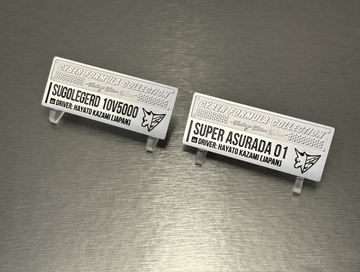 CYBER FORMULA COLLECTION
SUGOLEGERD 10V5000
DRIVER: HAYATO KAZAMI [JAPAN]
CYBER FORMULA COLLECTION
SUPER ASURADA 01
DRIVER: HAYATO KAZAMI [JAPAN]